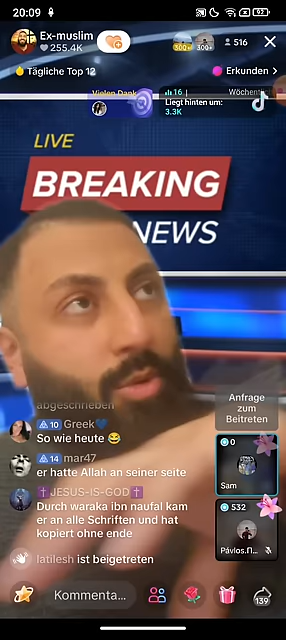 20:09
92
Ex-muslim
255.4K
300+
300+
516
Tägliche Top 12
Erkunden >
Vielen Dank
16
Wöchent
Liegt hinten um:
3.3K
LIVE
BREAKING
NEWS
abgeschrieben
Anfrage
zum
Beitreten
10 Greek💙
So wie heute 😂
14 mar47
er hatte Allah an seiner seite
✝️JESUS-IS-GOD✝️
Durch waraka ibn naufal kam
er an alle Schriften und hat
kopiert ohne ende
0
Sam
532
Pávlos.
👋 latilesh ist beigetreten
Kommenta...
139